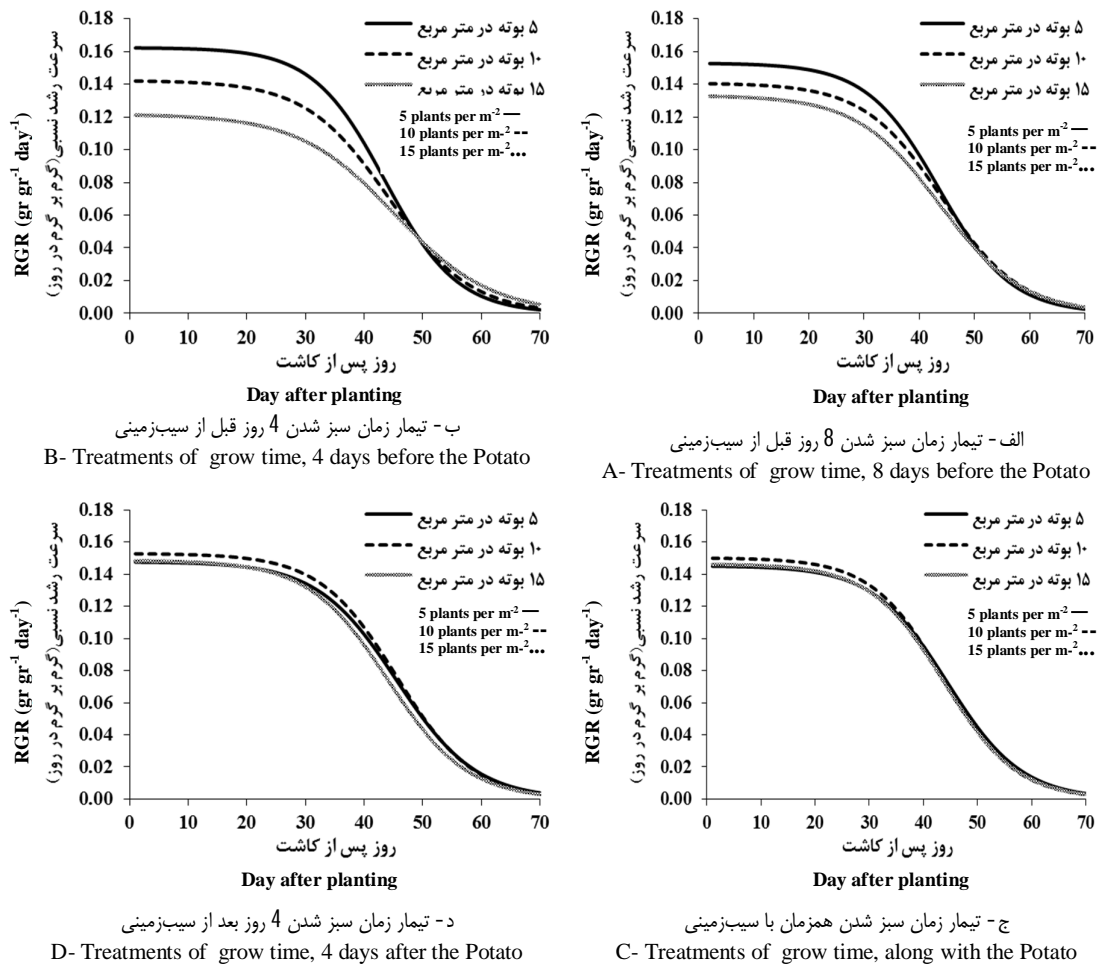 0.18
0.16
0.14
0.12
0.10
0.08
0.06
0.04
0.02
0.00
RGR (gr gr⁻¹ day⁻¹)
سرعت رشد نسبی(گرم بر گرم در روز)
۵ بوته در متر مربع
۱۰ بوته در متر مربع
۱۵ بوته در متر مربع
5 plants per m⁻²
10 plants per m-²
15 plants per m-²
0 10 20 30 40 50 60 70
روز پس از کاشت
Day after planting
ب- تیمار زمان سبز شدن 4 روز قبل از سیب‌زمینی
B- Treatments of grow time, 4 days before the Potato
0.18
0.16
0.14
0.12
0.10
0.08
0.06
0.04
0.02
0.00
RGR (gr gr⁻¹ day⁻¹)
سرعت رشد نسبی(گرم بر گرم در روز)
۵ بوته در متر مربع
۱۰ بوته در متر مربع
۱۵ بوته در متر مربع
5 plants per m⁻²
10 plants per m-²
15 plants per m-²
0 10 20 30 40 50 60 70
روز پس از کاشت
Day after planting
الف- تیمار زمان سبز شدن 8 روز قبل از سیب‌زمینی
A- Treatments of grow time, 8 days before the Potato
0.18
0.16
0.14
0.12
0.10
0.08
0.06
0.04
0.02
0.00
RGR (gr gr⁻¹ day⁻¹)
سرعت رشد نسبی(گرم بر گرم در روز)
۵ بوته در متر مربع
۱۰ بوته در متر مربع
۱۵ بوته در متر مربع
5 plants per m⁻²
10 plants per m-²
15 plants per m-²
0 10 20 30 40 50 60 70
روز پس از کاشت
Day after planting
د- تیمار زمان سبز شدن 4 روز بعد از سیب‌زمینی
D- Treatments of grow time, 4 days after the Potato
0.18
0.16
0.14
0.12
0.10
0.08
0.06
0.04
0.02
0.00
RGR (gr gr⁻¹ day⁻¹)
سرعت رشد نسبی(گرم بر گرم در روز)
۵ بوته در متر مربع
۱۰ بوته در متر مربع
۱۵ بوته در متر مربع
5 plants per m⁻²
10 plants per m-²
15 plants per m-²
0 10 20 30 40 50 60 70
روز پس از کاشت
Day after planting
ج- تیمار زمان سبز شدن همزمان با سیب‌زمینی
C- Treatments of grow time, along with the Potato